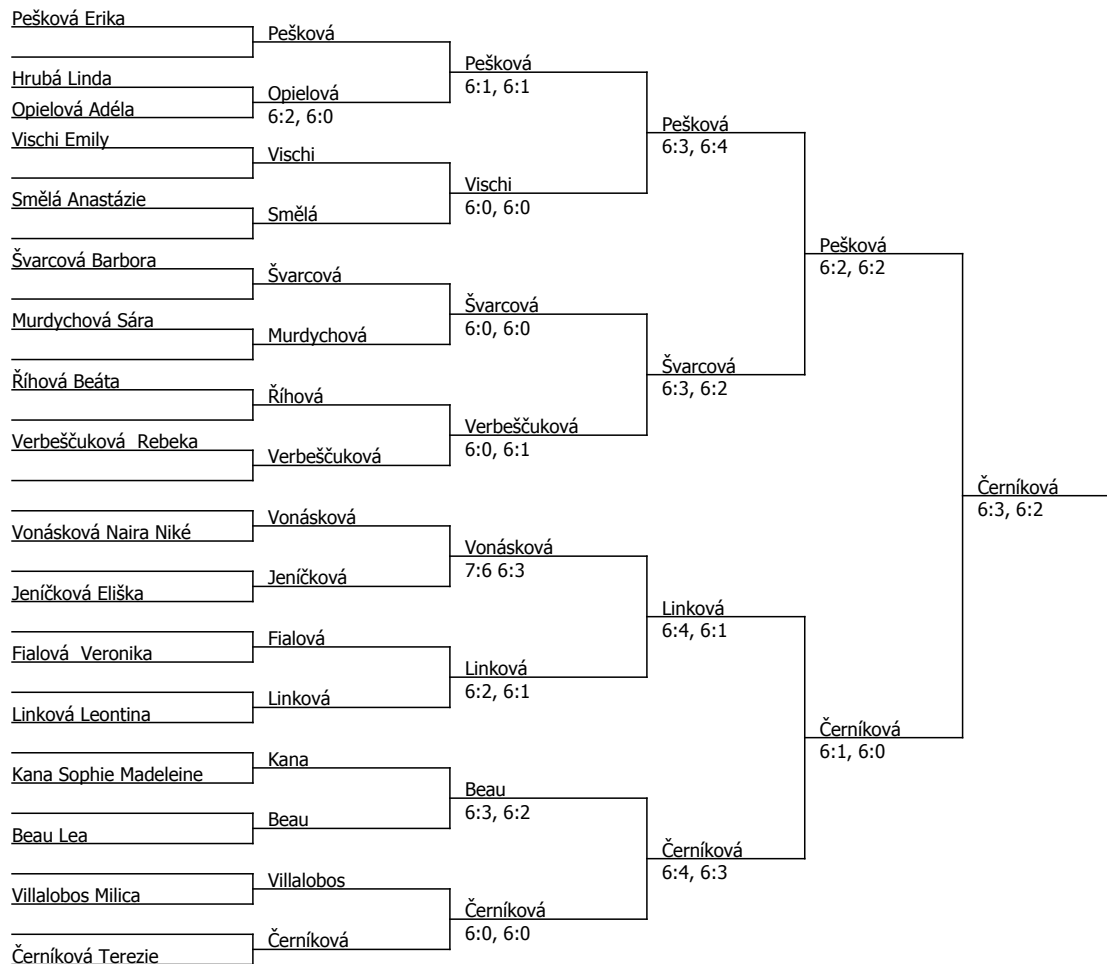 Pešková Erika
Hrubá Linda
Opielová Adéla
Vischi Emily
Smělá Anastázie
Švarcová Barbora
Murdychová Sára
Říhová Beáta
Verbeščuková  Rebeka
Vonásková Naira Niké
Jeníčková Eliška
Fialová  Veronika
Linková Leontina
Kana Sophie Madeleine
Beau Lea
Villalobos Milica
Černíková Terezie
Pešková
Opielová
6:2, 6:0
Vischi
Smělá
Švarcová
Murdychová
Říhová
Verbeščuková
Vonásková
Jeníčková
Fialová
Linková
Kana
Beau
Villalobos
Černíková
Pešková
6:1, 6:1
Vischi
6:0, 6:0
Švarcová
6:0, 6:0
Verbeščuková
6:0, 6:1
Vonásková
7:6 6:3
Linková
6:2, 6:1
Beau
6:3, 6:2
Černíková
6:0, 6:0
Pešková
6:3, 6:4
Švarcová
6:3, 6:2
Linková
6:4, 6:1
Černíková
6:4, 6:3
Pešková
6:2, 6:2
Černíková
6:1, 6:0
Černíková
6:3, 6:2